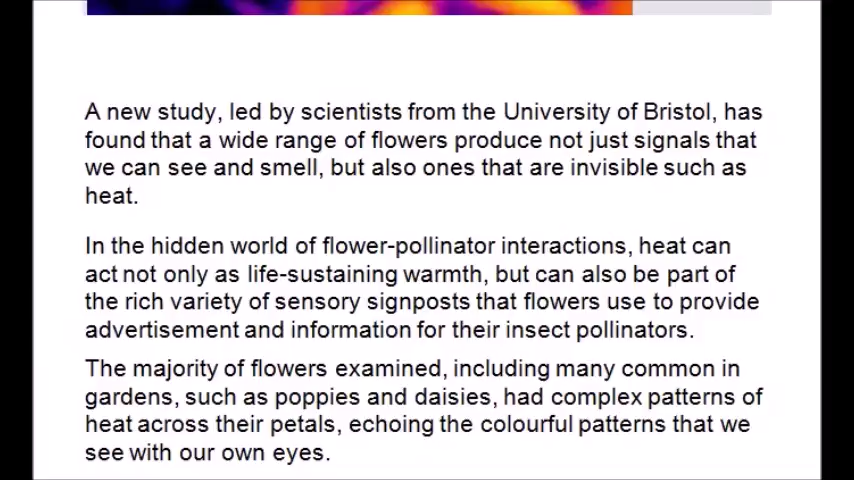 A new study, led by scientists from the University of Bristol, has
found that a wide range of flowers produce not just signals that
we can see and smell, but also ones that are invisible such as
heat.
In the hidden world of flower-pollinator interactions, heat can
act not only as life-sustaining warmth, but can also be part of
the rich variety of sensory signposts that flowers use to provide
advertisement and information for their insect pollinators.
The majority of flowers examined, including many common in
gardens, such as poppies and daisies, had complex patterns of
heat across their petals, echoing the colourful patterns that we
see with our own eyes.